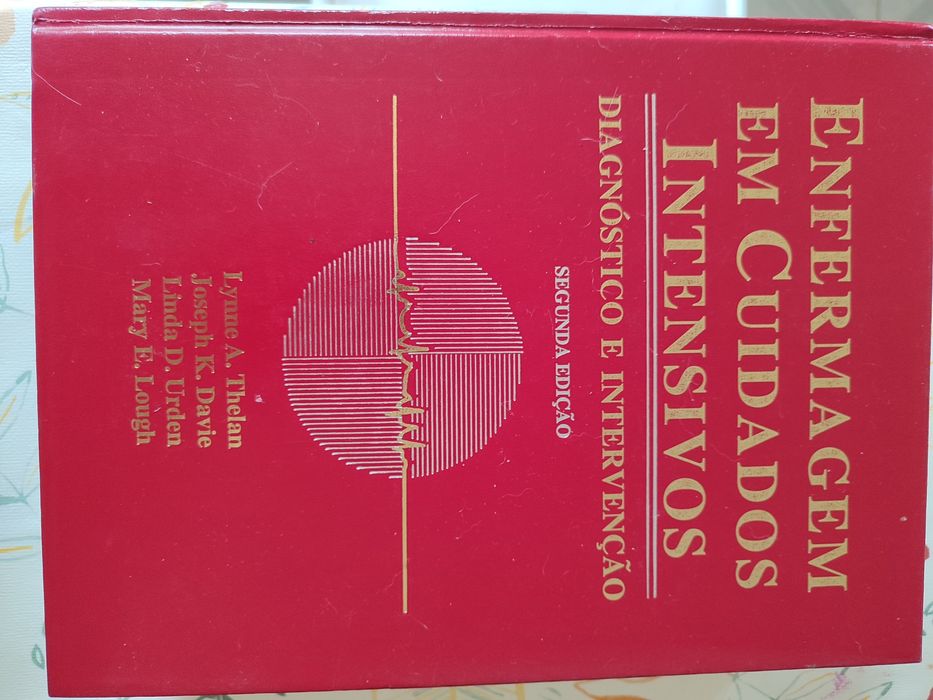 ENFERMAGEM
EM CUIDADOS
INTENSIVOS
DIAGNÓSTICO E INTERVENÇÃO
SEGUNDA EDIÇÃO
Lynne A. Thelan
Joseph K. Davie
Linda D. Urden
Mary E. Lough